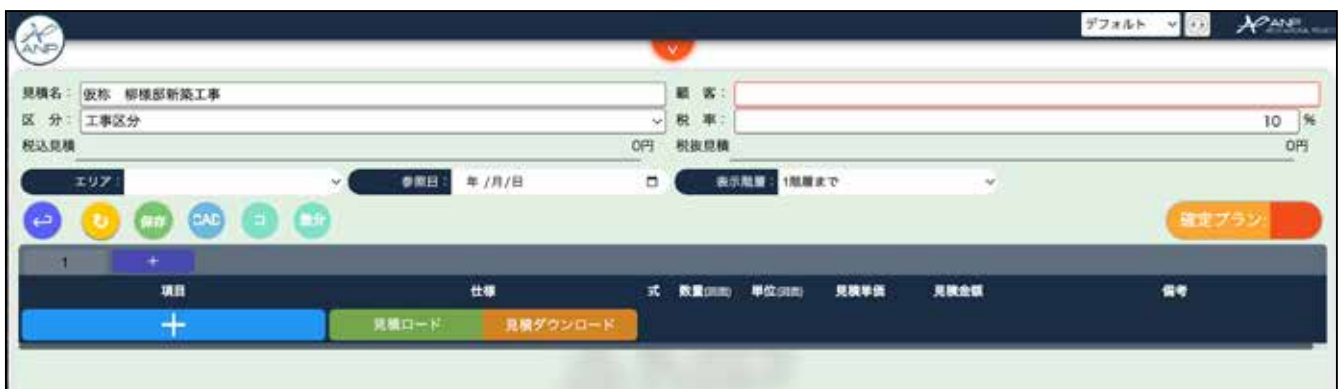 ANP
デフォルト
ANP
見積名：
仮称　柳様邸新築工事
顧　客：
区　分：
工事区分
税　率：
10 %
税込見積
0円
税抜見積
0円
エリア：
参照日：
年 /月/日
表示階層：
1階層まで
保存
CAD
コ
確定プラン:
1
+
項目
仕様
式
数量
単位
見積単価
見積金額
備考
+
見積ロード
見積ダウンロード